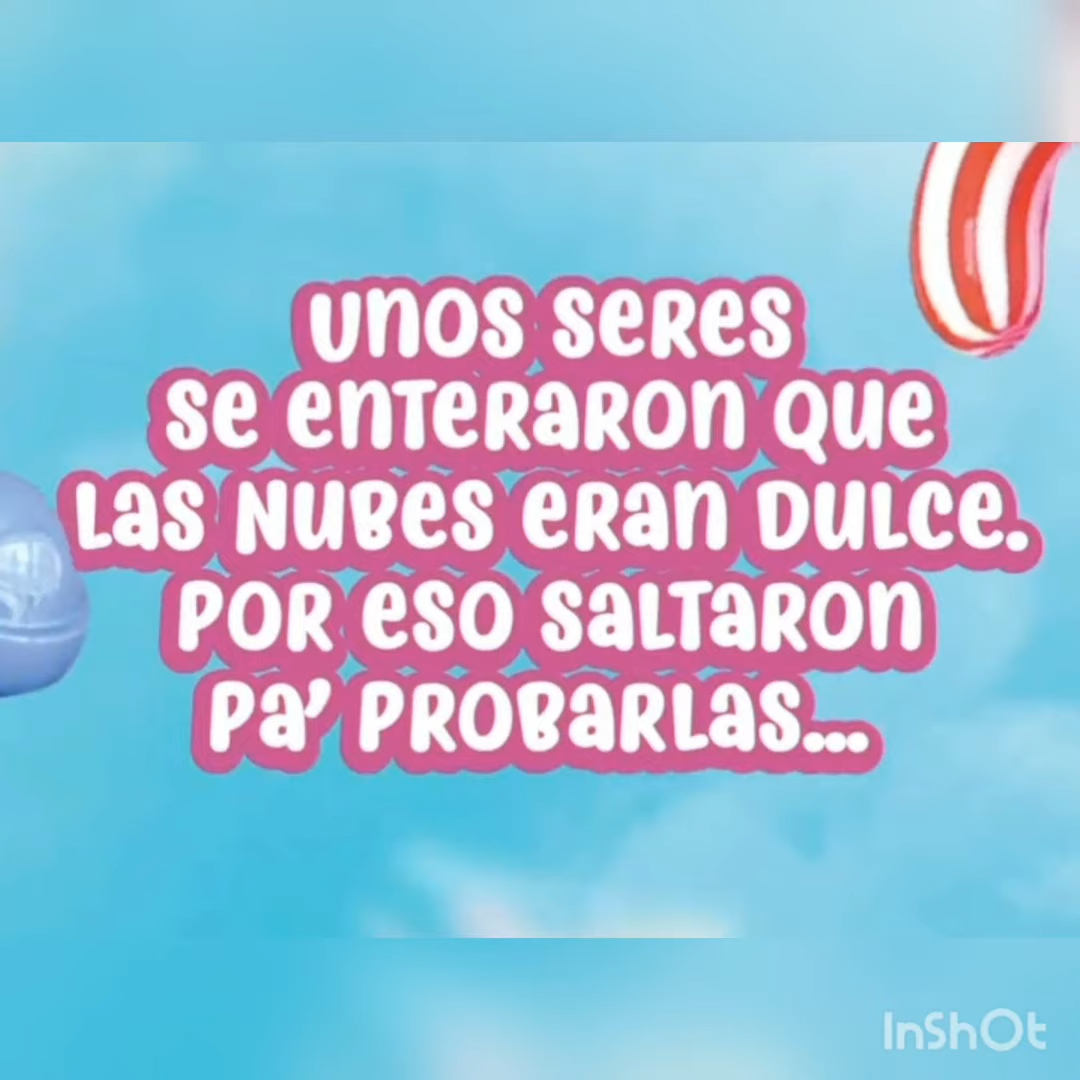 UNOS SERES
SE ENTERARON QUE
LAS NUBES ERAN DULCE.
POR ESO SALTARON
PA' PROBARLAS...
InShOt